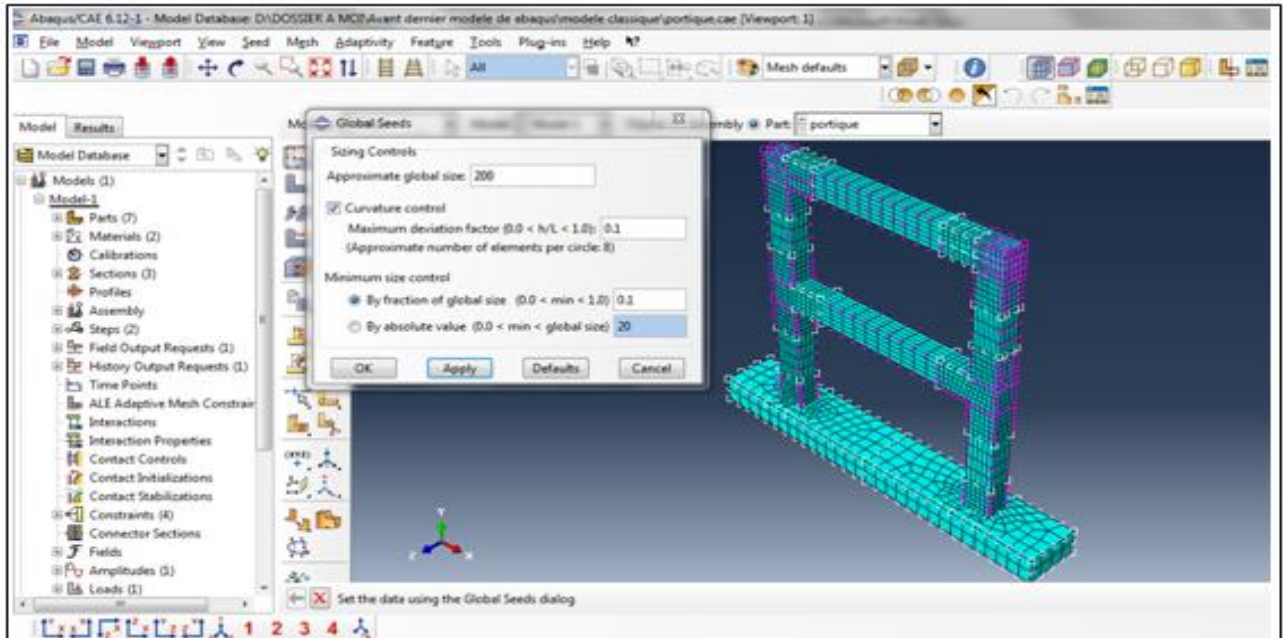 Abaqus/CAE 6.12-1 - Model Database: D:\DOSSIER A MOI\Avant dernier modele de abaqus\modele classique\portique.cae [Viewport: 1]
File Model Viewport View Seed Mesh Adaptivity Feature Tools Plug-ins Help
All Mesh defaults
Model Results
Global Seeds
Part: portique
Model Database
Models (1)
Model-1
Parts (7)
Materials (2)
Calibrations
Sections (3)
Profiles
Assembly
Steps (2)
Field Output Requests (1)
History Output Requests (1)
Time Points
ALE Adaptive Mesh Constrain
Interactions
Interaction Properties
Contact Controls
Contact Initializations
Contact Stabilizations
Constraints (4)
Connector Sections
Fields
Amplitudes (1)
Loads (1)
Sizing Controls
Approximate global size: 200
Curvature control
Maximum deviation factor (0.0 < h/L < 1.0): 0.1
(Approximate number of elements per circle: 8)
Minimum size control
By fraction of global size (0.0 < min < 1.0) 0.1
By absolute value (0.0 < min < global size) 20
OK Apply Defaults Cancel
Y
Z X
Set the data using the Global Seeds dialog
1 2 3 4